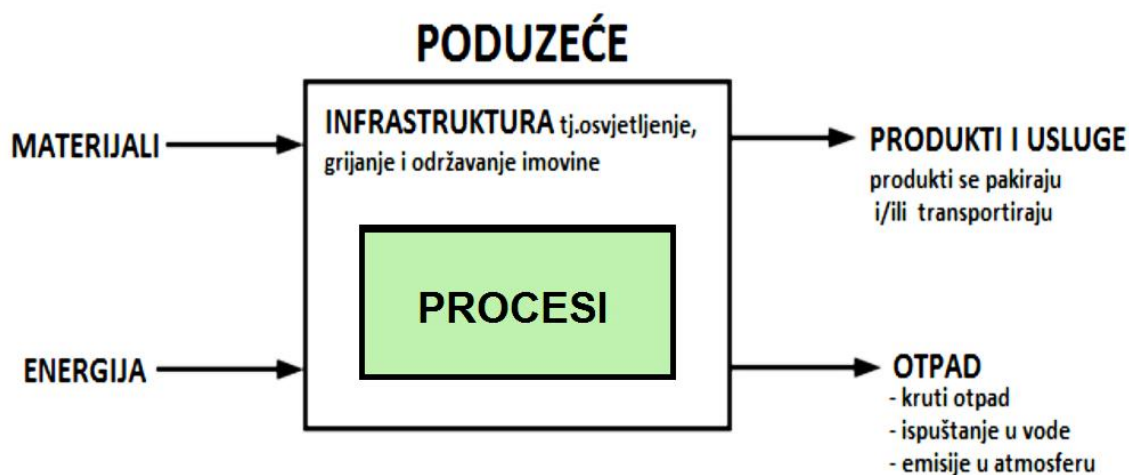 PODUZEĆE
INFRASTRUKTURA tj.osvjetljenje,
grijanje i održavanje imovine
MATERIJALI
PRODUKTI I USLUGE
produkti se pakiraju
i/ili transportiraju
PROCESI
ENERGIJA
OTPAD
- kruti otpad
- ispuštanje u vode
- emisije u atmosferu